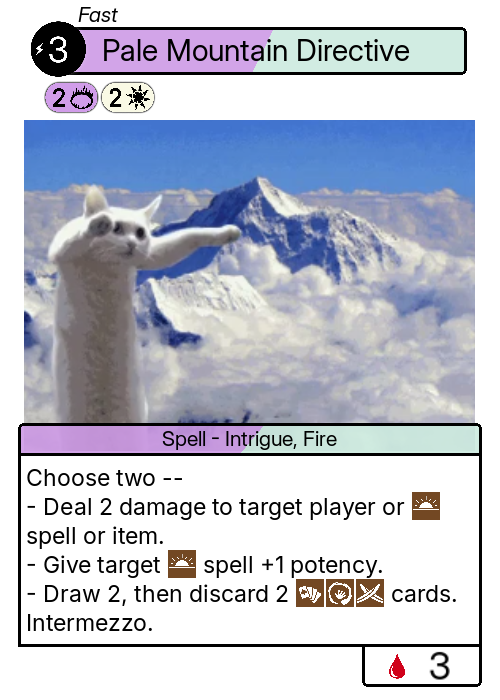 Fast
3 Pale Mountain Directive
2 2
Spell - Intrigue, Fire
Choose two --
- Deal 2 damage to target player or
spell or item.
- Give target spell +1 potency.
- Draw 2, then discard 2 cards.
Intermezzo.
3